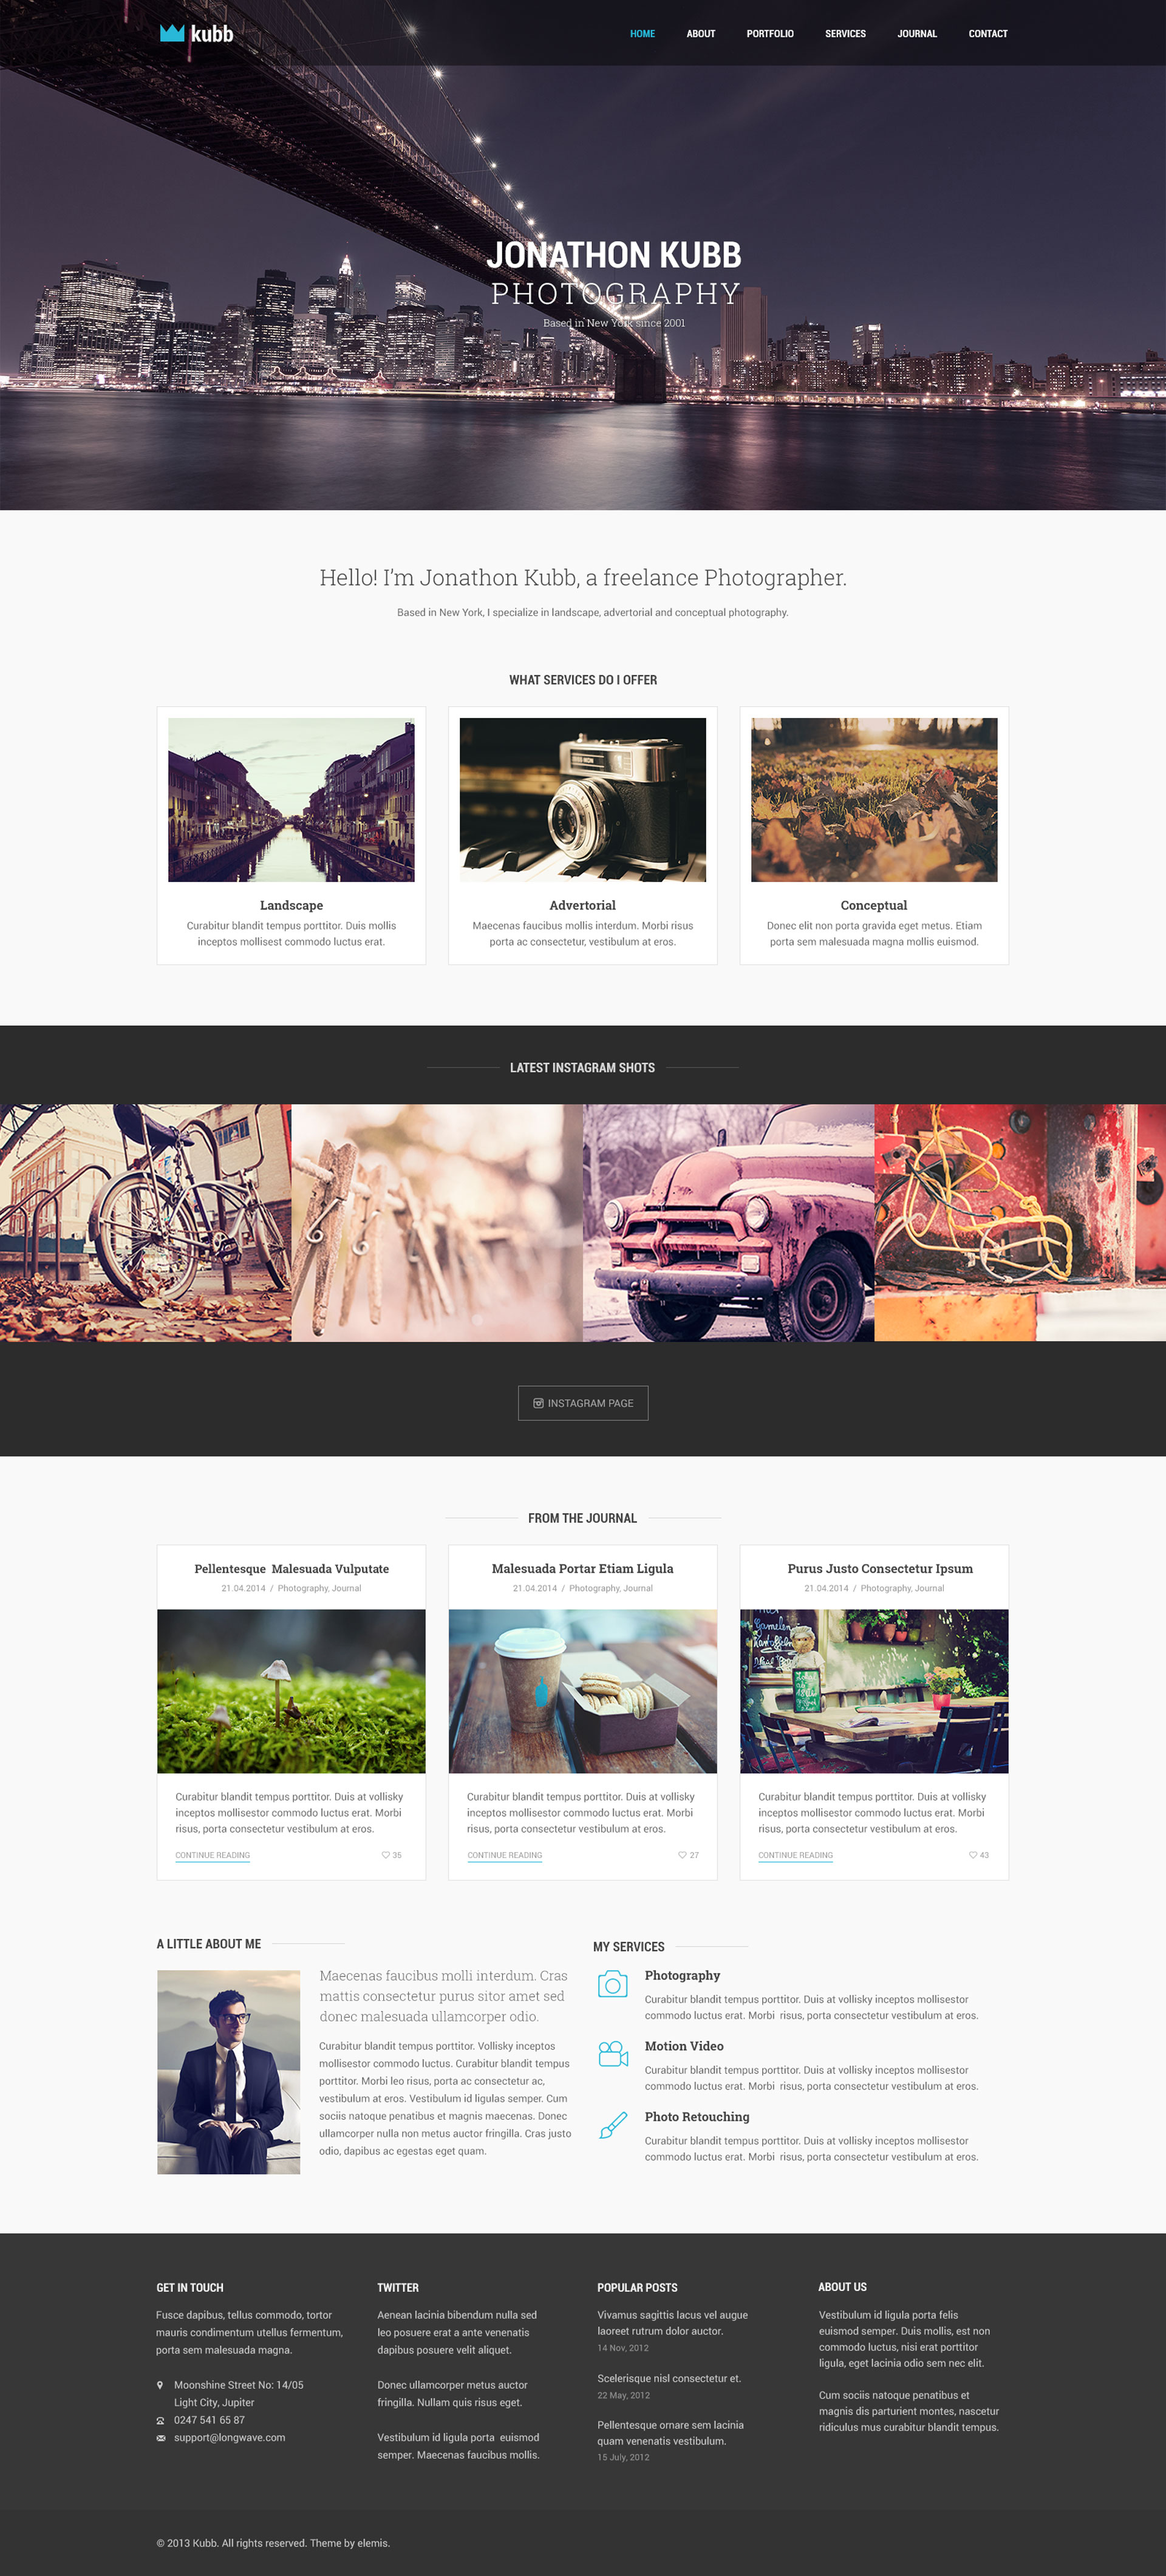 kubb
HOME ABOUT PORTFOLIO SERVICES JOURNAL CONTACT
JONATHON KUBB
PHOTOGRAPHY
Based in New York since 2001
Hello! I'm Jonathon Kubb, a freelance Photographer.
Based in New York, I specialize in landscape, advertorial and conceptual photography.
WHAT SERVICES DO I OFFER
Landscape
Curabitur blandit tempus porttitor. Duis mollis
inceptos mollisest commodo luctus erat.
Advertorial
Maecenas faucibus mollis interdum. Morbi risus
porta ac consectetur, vestibulum at eros.
Conceptual
Donec elit non porta gravida eget metus. Etiam
porta sem malesuada magna mollis euismod.
LATEST INSTAGRAM SHOTS
INSTAGRAM PAGE
FROM THE JOURNAL
Pellentesque Malesuada Vulputate
21.04.2014 / Photography, Journal
Curabitur blandit tempus porttitor. Duis at vollisky
inceptos mollisestor commodo luctus erat. Morbi
risus, porta consectetur vestibulum at eros.
CONTINUE READING 35
Malesuada Portar Etiam Ligula
21.04.2014 / Photography, Journal
Curabitur blandit tempus porttitor. Duis at vollisky
inceptos mollisestor commodo luctus erat. Morbi
risus, porta consectetur vestibulum at eros.
CONTINUE READING 27
Purus Justo Consectetur Ipsum
21.04.2014 / Photography, Journal
Curabitur blandit tempus porttitor. Duis at vollisky
inceptos mollisestor commodo luctus erat. Morbi
risus, porta consectetur vestibulum at eros.
CONTINUE READING 43
A LITTLE ABOUT ME
Maecenas faucibus molli interdum. Cras
mattis consectetur purus sitor amet sed
donec malesuada ullamcorper odio.
Curabitur blandit tempus porttitor. Vollisky inceptos
mollisestor commodo luctus. Curabitur blandit tempus
porttitor. Morbi leo risus, porta ac consectetur ac,
vestibulum at eros. Vestibulum id ligulas semper. Cum
sociis natoque penatibus et magnis maecenas. Donec
ullamcorper nulla non metus auctor fringilla. Cras justo
odio, dapibus ac egestas eget quam.
MY SERVICES
Photography
Curabitur blandit tempus porttitor. Duis at vollisky inceptos mollisestor
commodo luctus erat. Morbi risus, porta consectetur vestibulum at eros.
Motion Video
Curabitur blandit tempus porttitor. Duis at vollisky inceptos mollisestor
commodo luctus erat. Morbi risus, porta consectetur vestibulum at eros.
Photo Retouching
Curabitur blandit tempus porttitor. Duis at vollisky inceptos mollisestor
commodo luctus erat. Morbi risus, porta consectetur vestibulum at eros.
GET IN TOUCH
Fusce dapibus, tellus commodo, tortor
mauris condimentum utellus fermentum,
porta sem malesuada magna.
Moonshine Street No: 14/05
Light City, Jupiter
0247 541 65 87
support@longwave.com
TWITTER
Aenean lacinia bibendum nulla sed
leo posuere erat a ante venenatis
dapibus posuere velit aliquet.
Donec ullamcorper metus auctor
fringilla. Nullam quis risus eget.
Vestibulum id ligula porta euismod
semper. Maecenas faucibus mollis.
POPULAR POSTS
Vivamus sagittis lacus vel augue
laoreet rutrum dolor auctor.
14 Nov, 2012
Scelerisque nisl consectetur et.
22 May, 2012
Pellentesque ornare sem lacinia
quam venenatis vestibulum.
15 July, 2012
ABOUT US
Vestibulum id ligula porta felis
euismod semper. Duis mollis, est non
commodo luctus, nisi erat porttitor
ligula, eget lacinia odio sem nec elit.
Cum sociis natoque penatibus et
magnis dis parturient montes, nascetur
ridiculus mus curabitur blandit tempus.
© 2013 Kubb. All rights reserved. Theme by elemis.